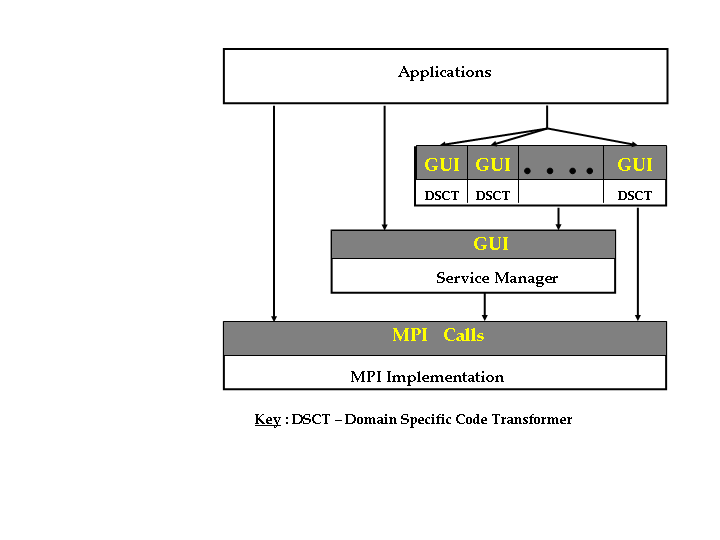 Applications
GUI GUI . . . . GUI
DSCT DSCT DSCT
GUI
Service Manager
MPI Calls
MPI Implementation
Key : DSCT – Domain Specific Code Transformer